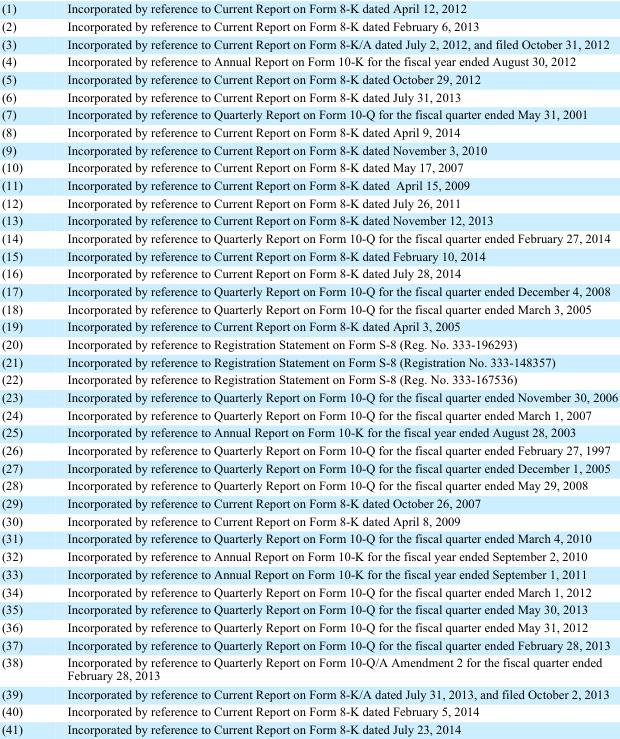 (1) Incorporated by reference to Current Report on Form 8-K dated April 12, 2012
(2) Incorporated by reference to Current Report on Form 8-K dated February 6, 2013
(3) Incorporated by reference to Current Report on Form 8-K/A dated July 2, 2012, and filed October 31, 2012
(4) Incorporated by reference to Annual Report on Form 10-K for the fiscal year ended August 30, 2012
(5) Incorporated by reference to Current Report on Form 8-K dated October 29, 2012
(6) Incorporated by reference to Current Report on Form 8-K dated July 31, 2013
(7) Incorporated by reference to Quarterly Report on Form 10-Q for the fiscal quarter ended May 31, 2001
(8) Incorporated by reference to Current Report on Form 8-K dated April 9, 2014
(9) Incorporated by reference to Current Report on Form 8-K dated November 3, 2010
(10) Incorporated by reference to Current Report on Form 8-K dated May 17, 2007
(11) Incorporated by reference to Current Report on Form 8-K dated April 15, 2009
(12) Incorporated by reference to Current Report on Form 8-K dated July 26, 2011
(13) Incorporated by reference to Current Report on Form 8-K dated November 12, 2013
(14) Incorporated by reference to Quarterly Report on Form 10-Q for the fiscal quarter ended February 27, 2014
(15) Incorporated by reference to Current Report on Form 8-K dated February 10, 2014
(16) Incorporated by reference to Current Report on Form 8-K dated July 28, 2014
(17) Incorporated by reference to Quarterly Report on Form 10-Q for the fiscal quarter ended December 4, 2008
(18) Incorporated by reference to Quarterly Report on Form 10-Q for the fiscal quarter ended March 3, 2005
(19) Incorporated by reference to Current Report on Form 8-K dated April 3, 2005
(20) Incorporated by reference to Registration Statement on Form S-8 (Reg. No. 333-196293)
(21) Incorporated by reference to Registration Statement on Form S-8 (Registration No. 333-148357)
(22) Incorporated by reference to Registration Statement on Form S-8 (Reg. No. 333-167536)
(23) Incorporated by reference to Quarterly Report on Form 10-Q for the fiscal quarter ended November 30, 2006
(24) Incorporated by reference to Quarterly Report on Form 10-Q for the fiscal quarter ended March 1, 2007
(25) Incorporated by reference to Annual Report on Form 10-K for the fiscal year ended August 28, 2003
(26) Incorporated by reference to Quarterly Report on Form 10-Q for the fiscal quarter ended February 27, 1997
(27) Incorporated by reference to Quarterly Report on Form 10-Q for the fiscal quarter ended December 1, 2005
(28) Incorporated by reference to Quarterly Report on Form 10-Q for the fiscal quarter ended May 29, 2008
(29) Incorporated by reference to Current Report on Form 8-K dated October 26, 2007
(30) Incorporated by reference to Current Report on Form 8-K dated April 8, 2009
(31) Incorporated by reference to Quarterly Report on Form 10-Q for the fiscal quarter ended March 4, 2010
(32) Incorporated by reference to Annual Report on Form 10-K for the fiscal year ended September 2, 2010
(33) Incorporated by reference to Annual Report on Form 10-K for the fiscal year ended September 1, 2011
(34) Incorporated by reference to Quarterly Report on Form 10-Q for the fiscal quarter ended March 1, 2012
(35) Incorporated by reference to Quarterly Report on Form 10-Q for the fiscal quarter ended May 30, 2013
(36) Incorporated by reference to Quarterly Report on Form 10-Q for the fiscal quarter ended May 31, 2012
(37) Incorporated by reference to Quarterly Report on Form 10-Q for the fiscal quarter ended February 28, 2013
(38) Incorporated by reference to Quarterly Report on Form 10-Q/A Amendment 2 for the fiscal quarter ended
February 28, 2013
(39) Incorporated by reference to Current Report on Form 8-K/A dated July 31, 2013, and filed October 2, 2013
(40) Incorporated by reference to Current Report on Form 8-K dated February 5, 2014
(41) Incorporated by reference to Current Report on Form 8-K dated July 23, 2014